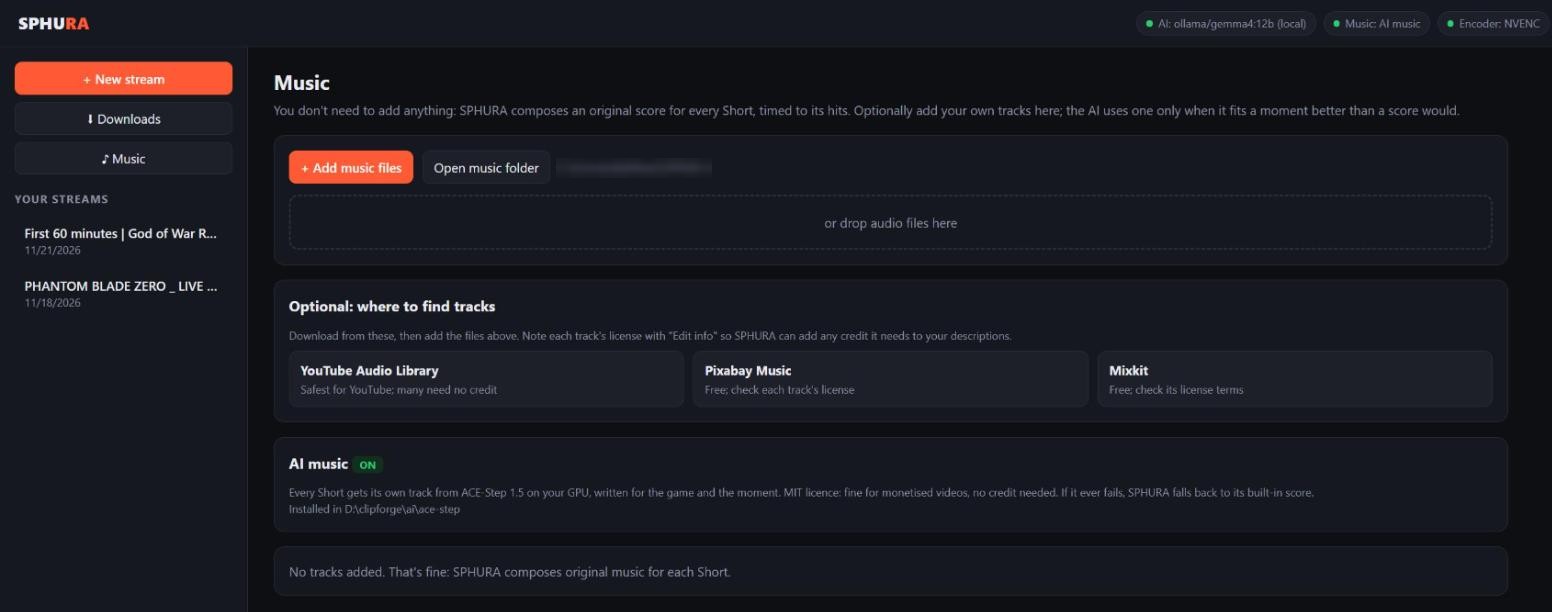 SPHURA
AI: ollama/gemma4:12b (local)
Music: AI music
Encoder: NVENC
+ New stream
⬇ Downloads
♪ Music
YOUR STREAMS
First 60 minutes | God of War R...
11/21/2026
PHANTOM BLADE ZERO _ LIVE ...
11/18/2026
Music
You don't need to add anything: SPHURA composes an original score for every Short, timed to its hits. Optionally add your own tracks here; the AI uses one only when it fits a moment better than a score would.
+ Add music files
Open music folder
or drop audio files here
Optional: where to find tracks
Download from these, then add the files above. Note each track's license with "Edit info" so SPHURA can add any credit it needs to your descriptions.
YouTube Audio Library
Safest for YouTube; many need no credit
Pixabay Music
Free; check each track's license
Mixkit
Free; check its license terms
AI music ON
Every Short gets its own track from ACE-Step 1.5 on your GPU, written for the game and the moment. MIT licence: fine for monetised videos, no credit needed. If it ever fails, SPHURA falls back to its built-in score.
Installed in D:\clipforge\ai\ace-step
No tracks added. That's fine: SPHURA composes original music for each Short.